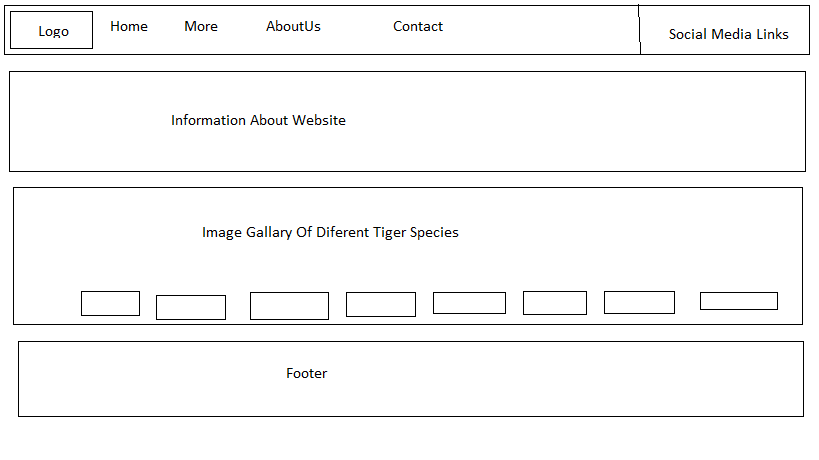 Logo Home More AboutUs Contact Social Media Links
Information About Website
Image Gallary Of Diferent Tiger Species
Footer